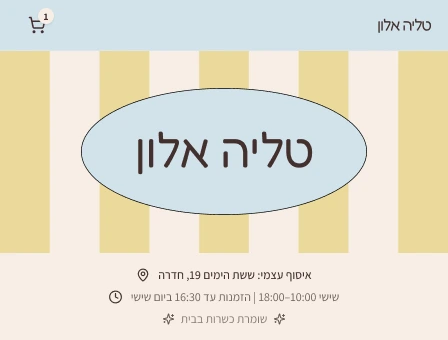 טליה אלון
1
טליה אלון
איסוף עצמי: ששת הימים 19, חדרה
שישי 10:00–18:00 | הזמנות עד 16:30 ביום שישי
שומרת כשרות בבית